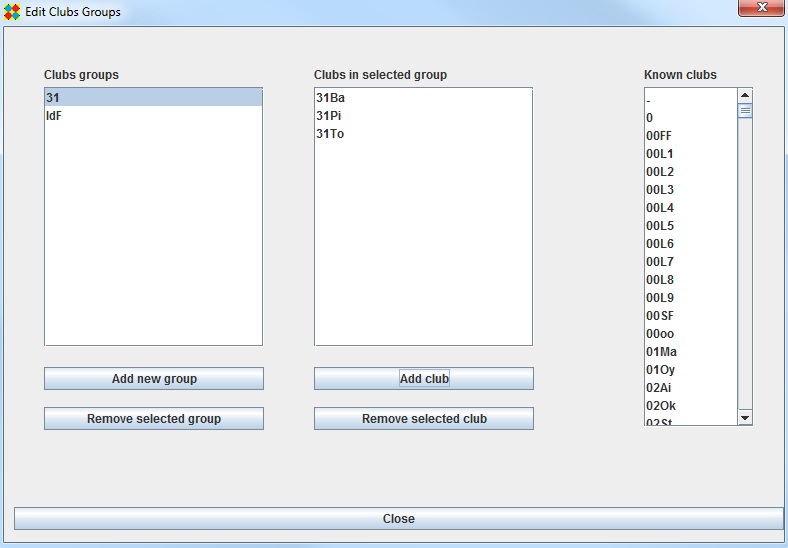 Edit Clubs Groups
Clubs groups
31
IdF
Add new group
Remove selected group
Clubs in selected group
31Ba
31Pi
31To
Add club
Remove selected club
Known clubs
-
0
00FF
00L1
00L2
00L3
00L4
00L5
00L6
00L7
00L8
00L9
00SF
00oo
01Ma
01Oy
02Ai
02Ok
02St
Close